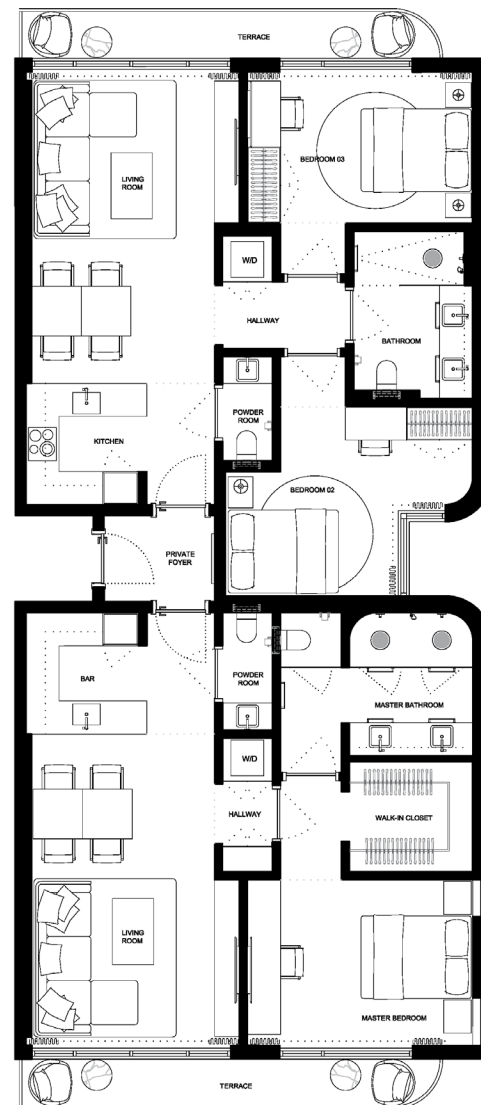 TERRACE
LIVING
ROOM
BEDROOM 03
W/D
HALLWAY
BATHROOM
POWDER
ROOM
KITCHEN
BEDROOM 02
PRIVATE
FOYER
BAR
POWDER
ROOM
MASTER BATHROOM
W/D
HALLWAY
WALK-IN CLOSET
LIVING
ROOM
MASTER BEDROOM
TERRACE